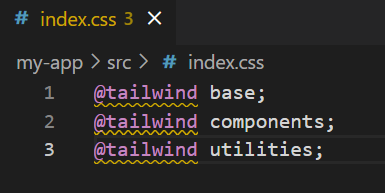 # index.css 3 ×
my-app > src > # index.css
1 @tailwind base;
2 @tailwind components;
3 @tailwind utilities;